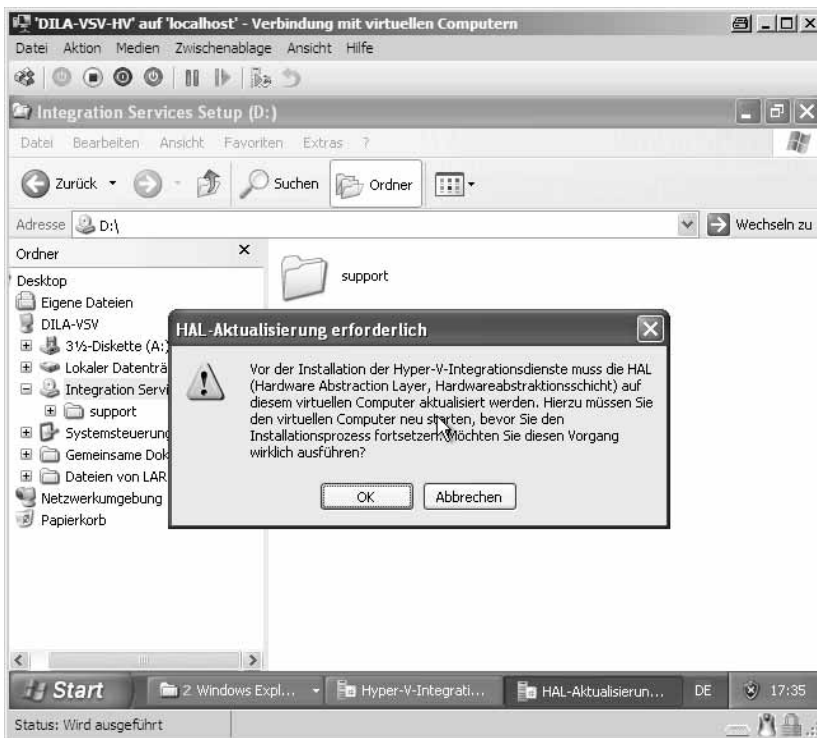 'DILA-VSV-HV' auf 'localhost' - Verbindung mit virtuellen Computern
Datei Aktion Medien Zwischenablage Ansicht Hilfe
Integration Services Setup (D:)
Datei Bearbeiten Ansicht Favoriten Extras ?
Zurück Suchen Ordner
Adresse D:\ Wechseln zu
Ordner
support
Desktop
Eigene Dateien
DILA-VSV
3½-Diskette (A:)
Lokaler Datenträ
Integration Servi
support
Systemsteuerung
Gemeinsame Dok
Dateien von LAR
Netzwerkumgebung
Papierkorb
HAL-Aktualisierung erforderlich
Vor der Installation der Hyper-V-Integrationsdienste muss die HAL
(Hardware Abstraction Layer, Hardwareabstraktionsschicht) auf
diesem virtuellen Computer aktualisiert werden. Hierzu müssen Sie
den virtuellen Computer neu starten, bevor Sie den
Installationsprozess fortsetzen. Möchten Sie diesen Vorgang
wirklich ausführen?
OK Abbrechen
Start 2 Windows Expl... Hyper-V-Integrati... HAL-Aktualisierun... DE 17:35
Status: Wird ausgeführt